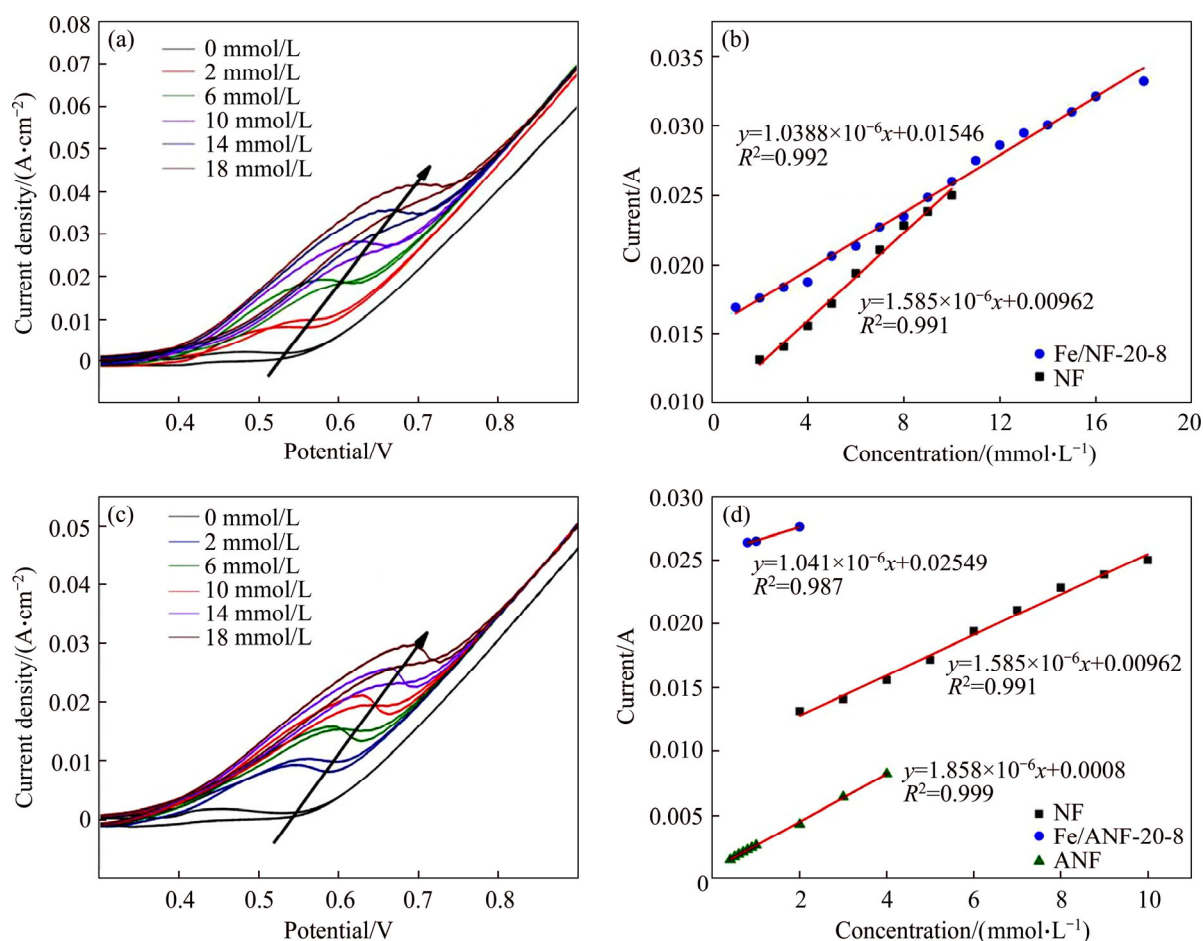 (a)
0 mmol/L
2 mmol/L
6 mmol/L
10 mmol/L
14 mmol/L
18 mmol/L
0.08
0.07
0.06
0.05
0.04
0.03
0.02
0.01
0
Current density/(A·cm⁻²)
0.4 0.5 0.6 0.7 0.8
Potential/V
(b)
0.035
0.030
0.025
0.020
0.015
0.010
Current/A
y=1.0388×10⁻⁶x+0.01546
R²=0.992
y=1.585×10⁻⁶x+0.00962
R²=0.991
Fe/NF-20-8
NF
0 4 8 12 16 20
Concentration/(mmol·L⁻¹)
(c)
0 mmol/L
2 mmol/L
6 mmol/L
10 mmol/L
14 mmol/L
18 mmol/L
0.05
0.04
0.03
0.02
0.01
0
Current density/(A·cm⁻²)
0.4 0.5 0.6 0.7 0.8
Potential/V
(d)
0.030
0.025
0.020
0.015
0.010
0.005
0
Current/A
y=1.041×10⁻⁶x+0.02549
R²=0.987
y=1.585×10⁻⁶x+0.00962
R²=0.991
y=1.858×10⁻⁶x+0.0008
R²=0.999
NF
Fe/ANF-20-8
ANF
2 4 6 8 10
Concentration/(mmol·L⁻¹)